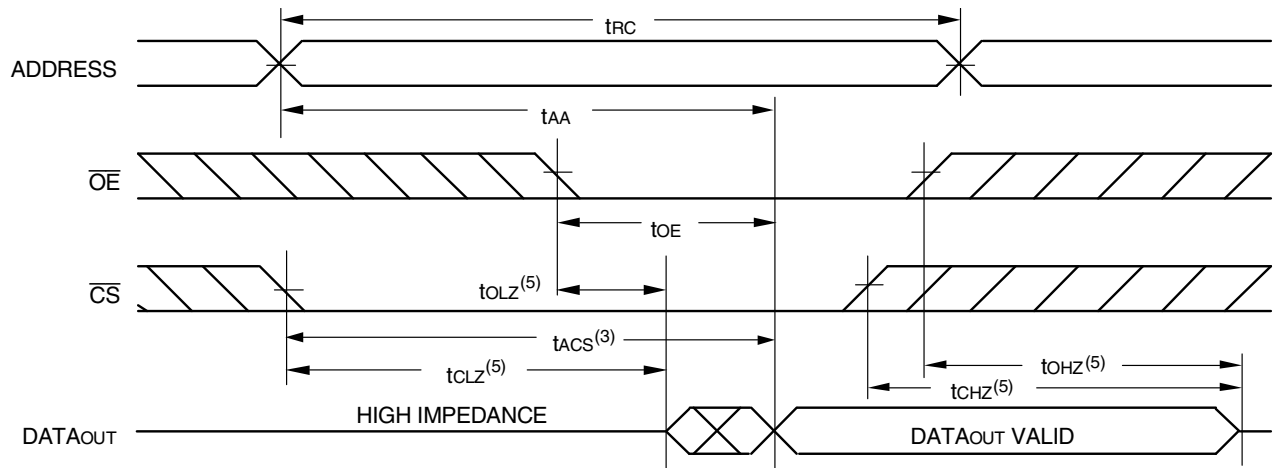 tRC
ADDRESS
tAA
OE
tOE
CS
tOLZ(5)
tACS(3)
tCLZ(5)
tOHZ(5)
tCHZ(5)
HIGH IMPEDANCE
DATAOUT
DATAOUT VALID